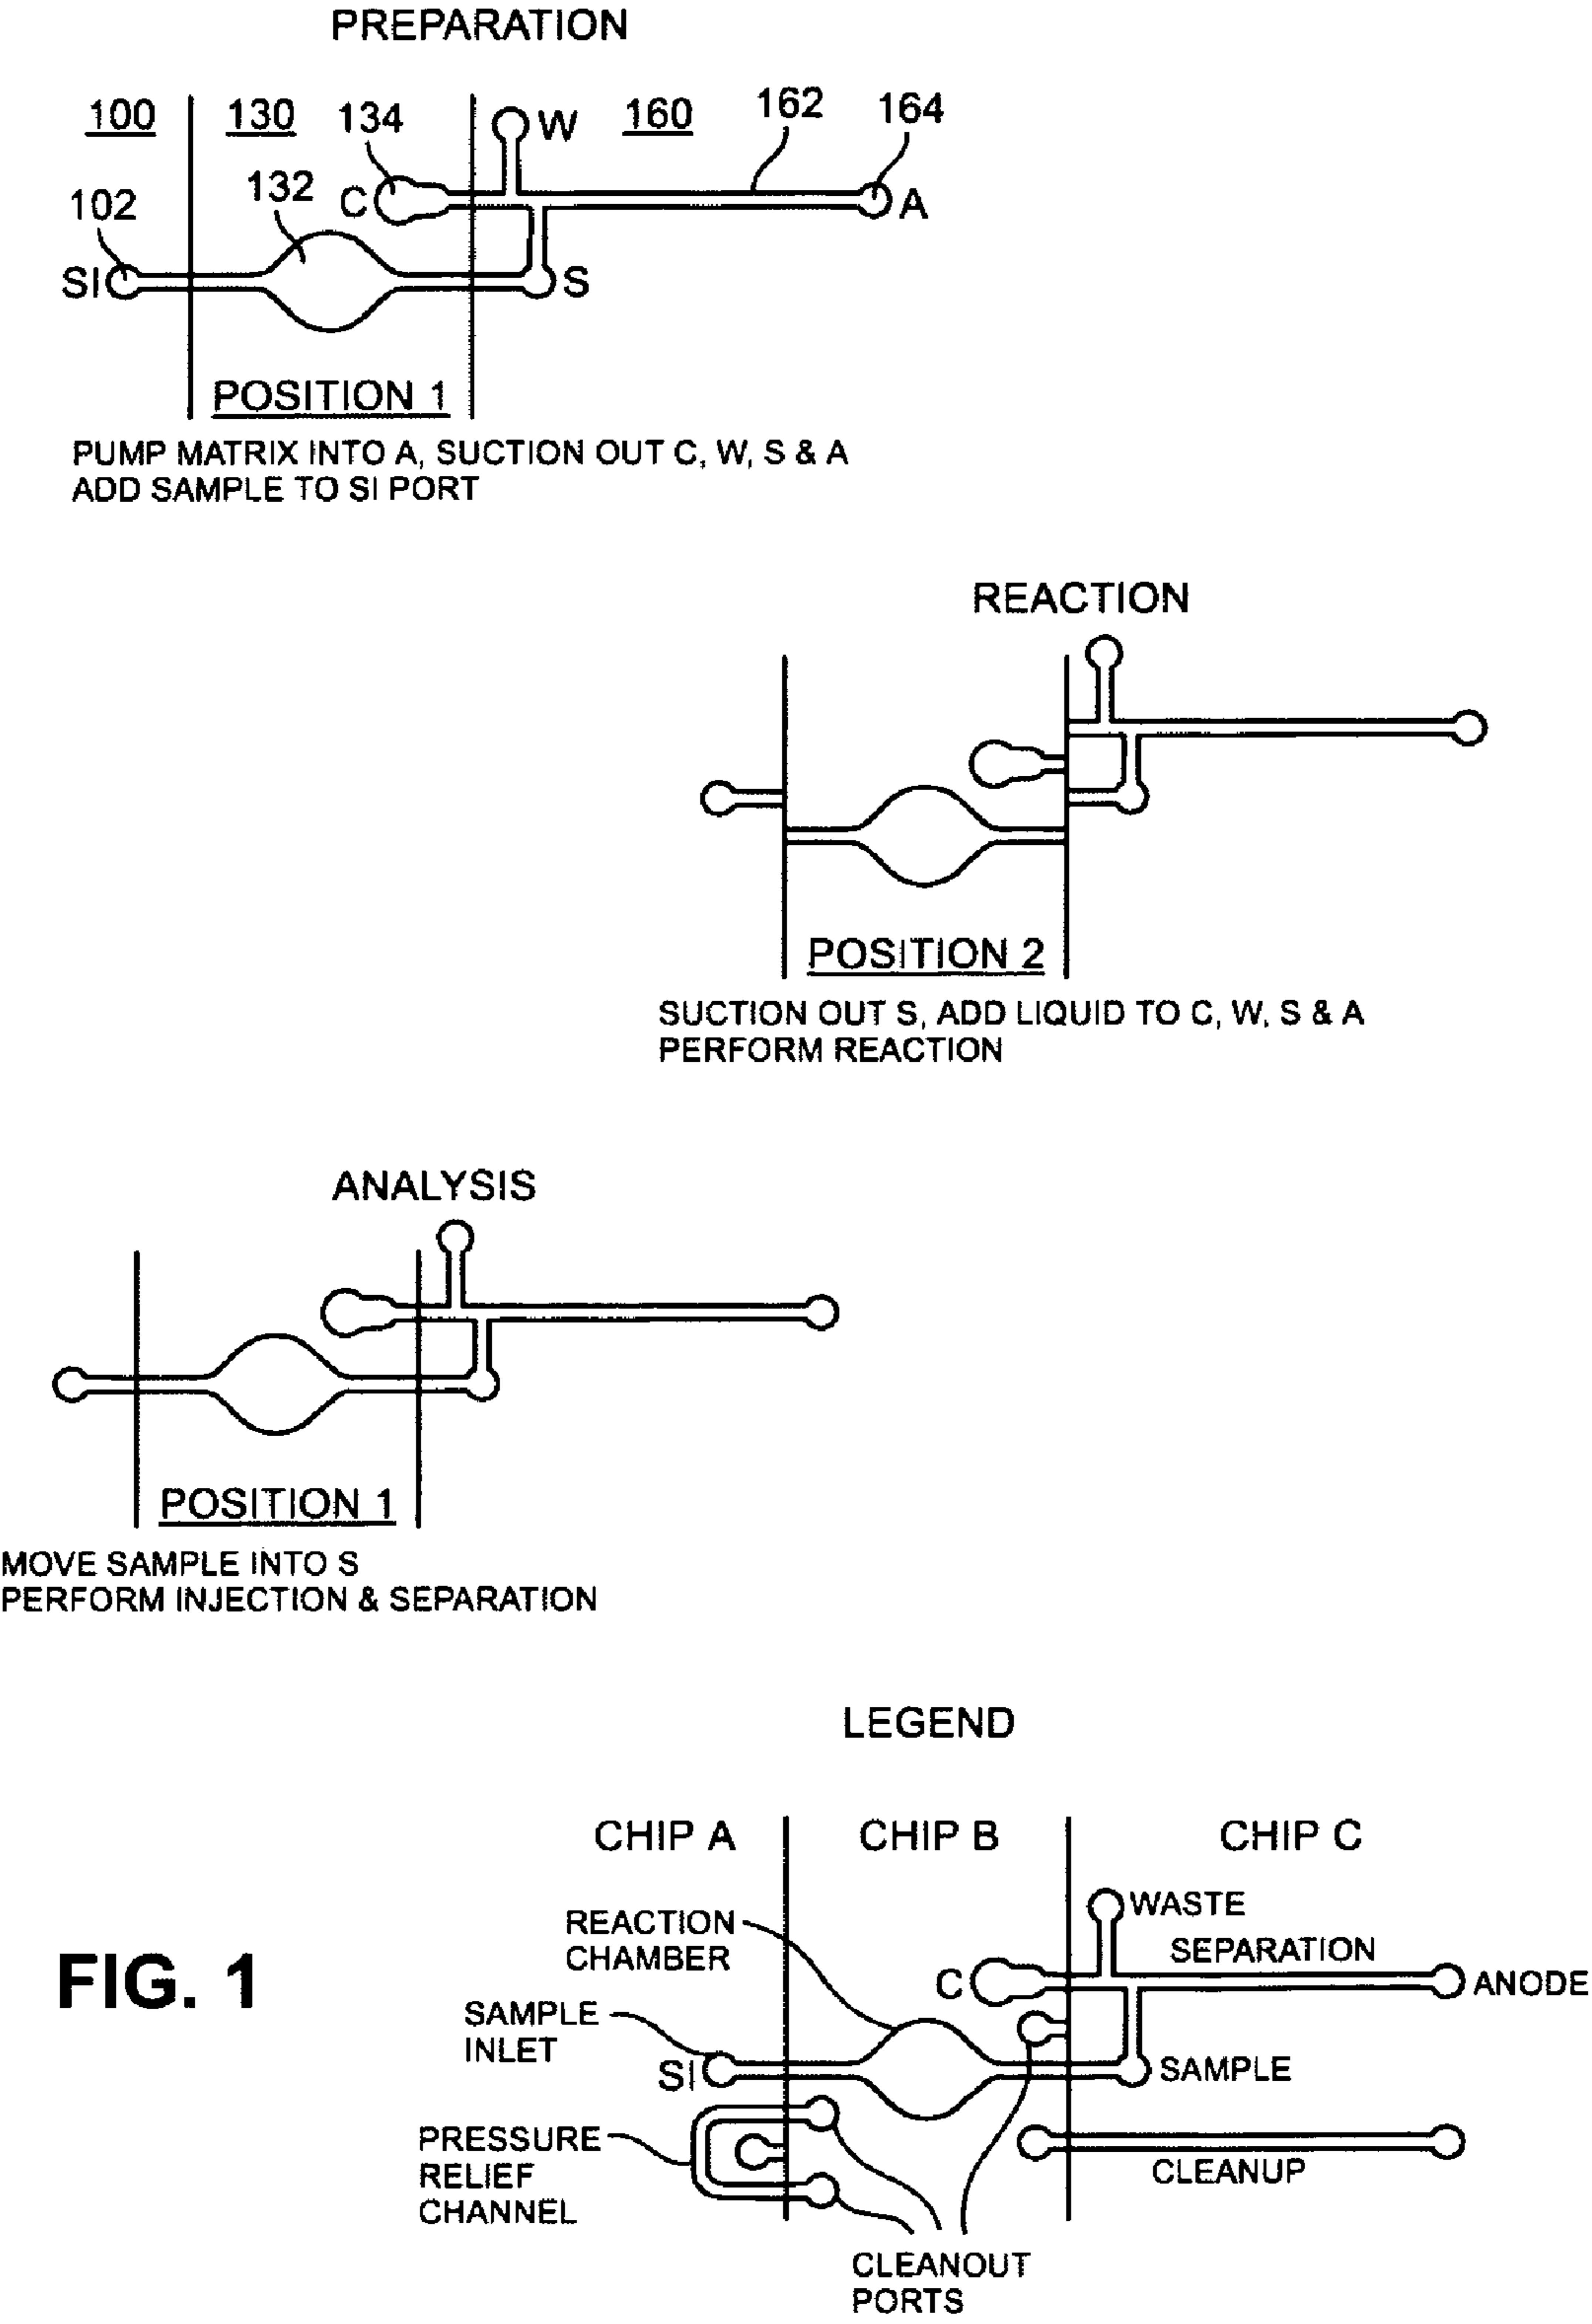 PREPARATION
100 130 134 W 160 162 164
102 132 C A
SI S
POSITION 1
PUMP MATRIX INTO A, SUCTION OUT C, W, S & A
ADD SAMPLE TO SI PORT
REACTION
POSITION 2
SUCTION OUT S, ADD LIQUID TO C, W, S & A
PERFORM REACTION
ANALYSIS
POSITION 1
MOVE SAMPLE INTO S
PERFORM INJECTION & SEPARATION
LEGEND
CHIP A CHIP B CHIP C
REACTION
CHAMBER
WASTE
SEPARATION
C
ANODE
SAMPLE
INLET
SI
SAMPLE
PRESSURE
RELIEF
CHANNEL
CLEANUP
CLEANOUT
PORTS
FIG. 1